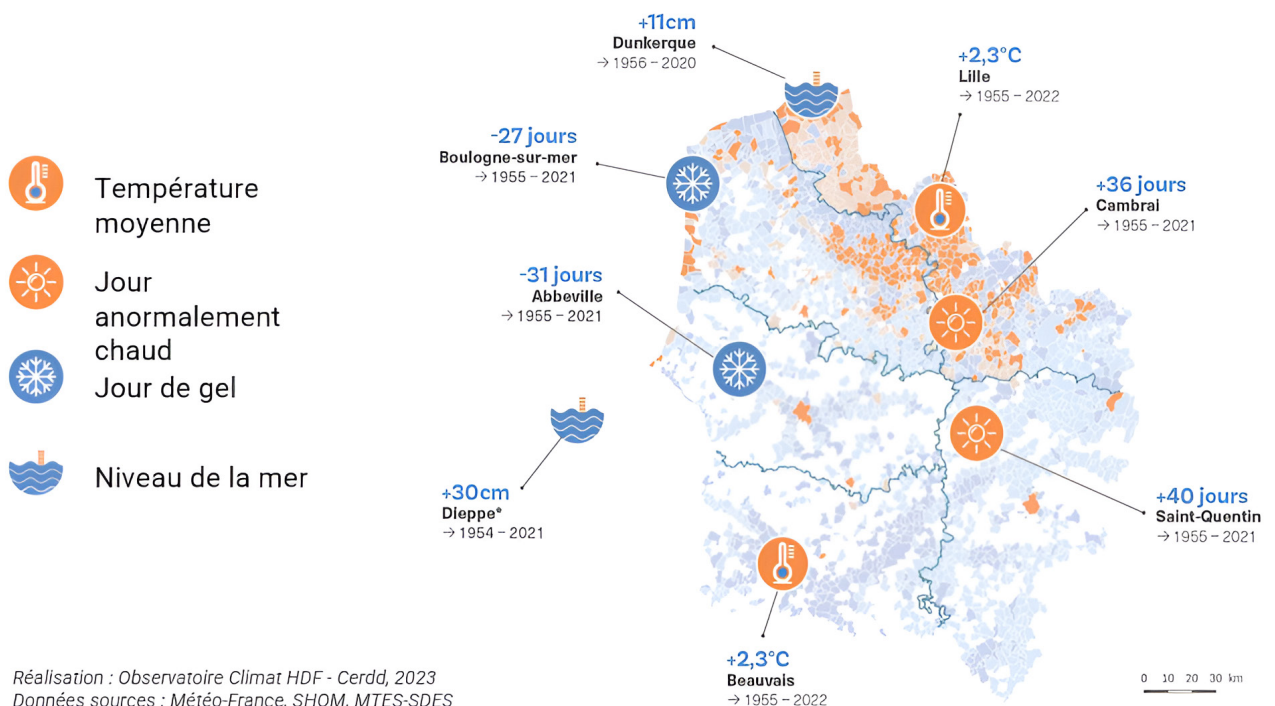 +11cm
Dunkerque
→ 1956 – 2020
+2,3°C
Lille
→ 1955 – 2022
-27 jours
Boulogne-sur-mer
→ 1955 – 2021
+36 jours
Cambrai
→ 1955 – 2021
Température
moyenne
Jour
anormalement
chaud
Jour de gel
Niveau de la mer
-31 jours
Abbeville
→ 1955 – 2021
+30cm
Dieppe*
→ 1954 – 2021
+40 jours
Saint-Quentin
→ 1955 – 2021
+2,3°C
Beauvais
→ 1955 – 2022
0 10 20 30 km
Réalisation : Observatoire Climat HDF - Cerdd, 2023
Données sources : Météo-France, SHOM, MTES-SDES